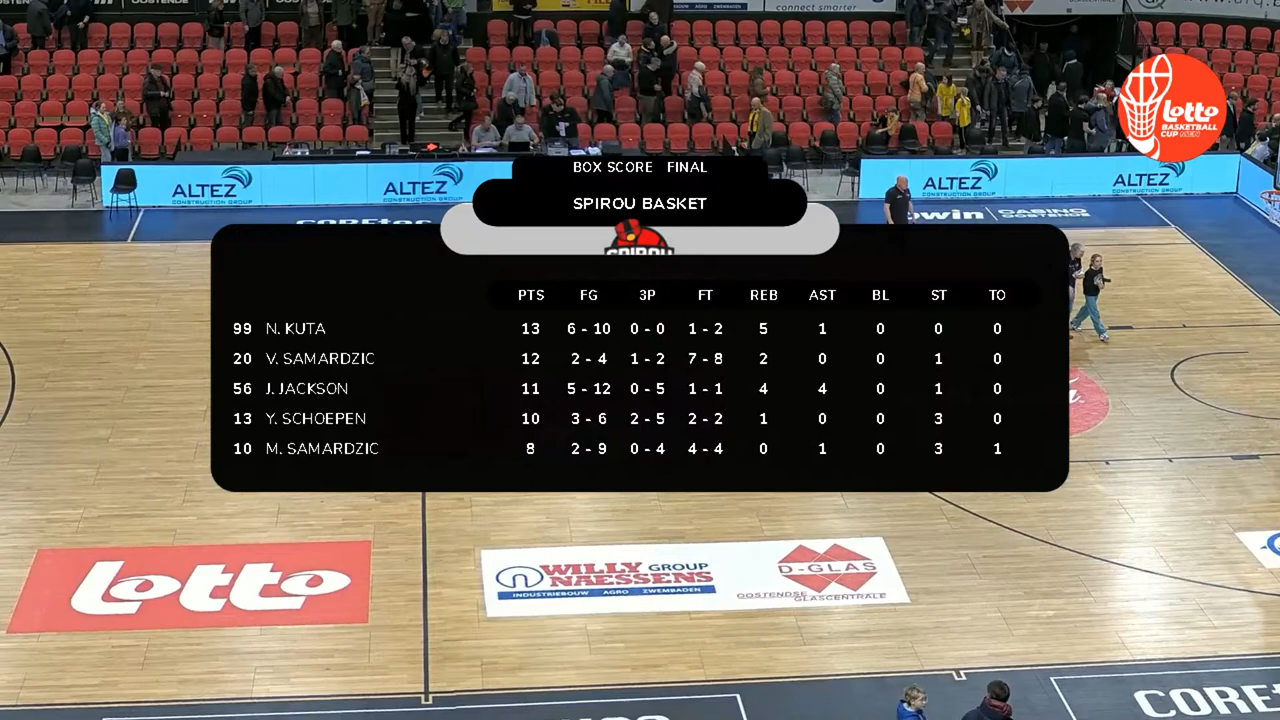 connect smarter
lotto
BASKETBALL
CUP MEN
BOX SCORE FINAL
SPIROU BASKET
SPIROU
ALTEZ
CONSTRUCTION GROUP
ALTEZ
CONSTRUCTION GROUP
ALTEZ
CONSTRUCTION GROUP
ALTEZ
CONSTRUCTION GROUP
PTS FG 3P FT REB AST BL ST TO
99 N. KUTA 13 6 - 10 0 - 0 1 - 2 5 1 0 0 0
20 V. SAMARDZIC 12 2 - 4 1 - 2 7 - 8 2 0 0 1 0
56 J. JACKSON 11 5 - 12 0 - 5 1 - 1 4 4 0 1 0
13 Y. SCHOEPEN 10 3 - 6 2 - 5 2 - 2 1 0 0 3 0
10 M. SAMARDZIC 8 2 - 9 0 - 4 4 - 4 0 1 0 3 1
lotto
WILLY GROUP
NAESSENS
INDUSTRIEBOUW AGRO ZWEMBADEN
D-GLAS
OOSTENDSE
GLASCENTRALE
CORE